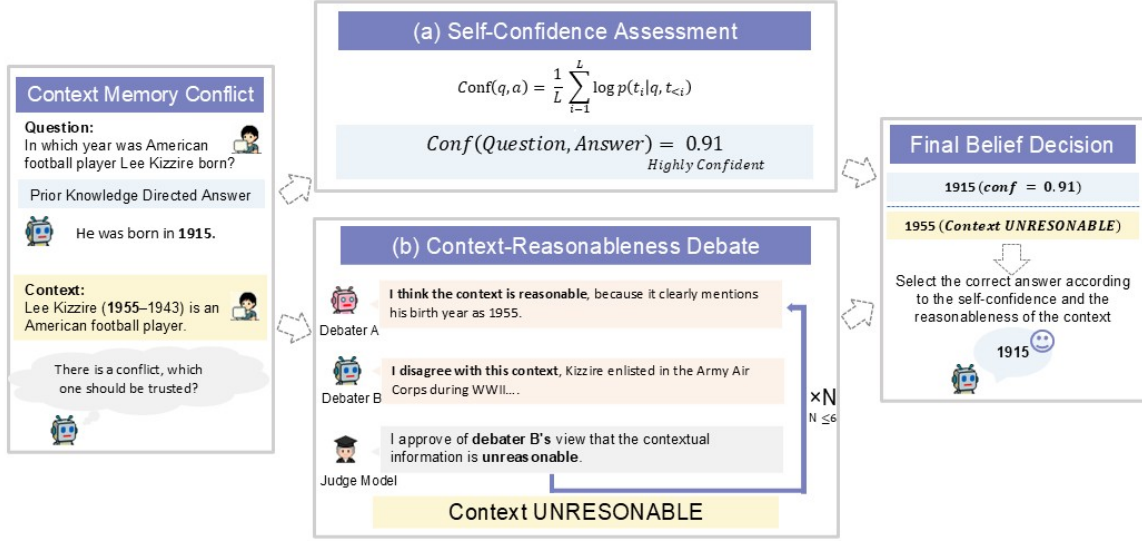 Context Memory Conflict
Question:
In which year was American
football player Lee Kizzire born?
Prior Knowledge Directed Answer
He was born in 1915.
Context:
Lee Kizzire (1955–1943) is an
American football player.
There is a conflict, which
one should be trusted?
(a) Self-Confidence Assessment
Conf(q, a) = 1/L ∑ i−1 L log p(t_i|q, t_<i)
Conf(Question, Answer) = 0.91
Highly Confident
(b) Context-Reasonableness Debate
I think the context is reasonable, because it clearly mentions
his birth year as 1955.
Debater A
I disagree with this context, Kizzire enlisted in the Army Air
Corps during WWII....
Debater B
I approve of debater B's view that the contextual
information is unreasonable.
Judge Model
×N
N ≤6
Context UNRESONABLE
Final Belief Decision
1915 (conf = 0.91)
1955 (Context UNRESONABLE)
Select the correct answer according
to the self-confidence and the
reasonableness of the context
1915